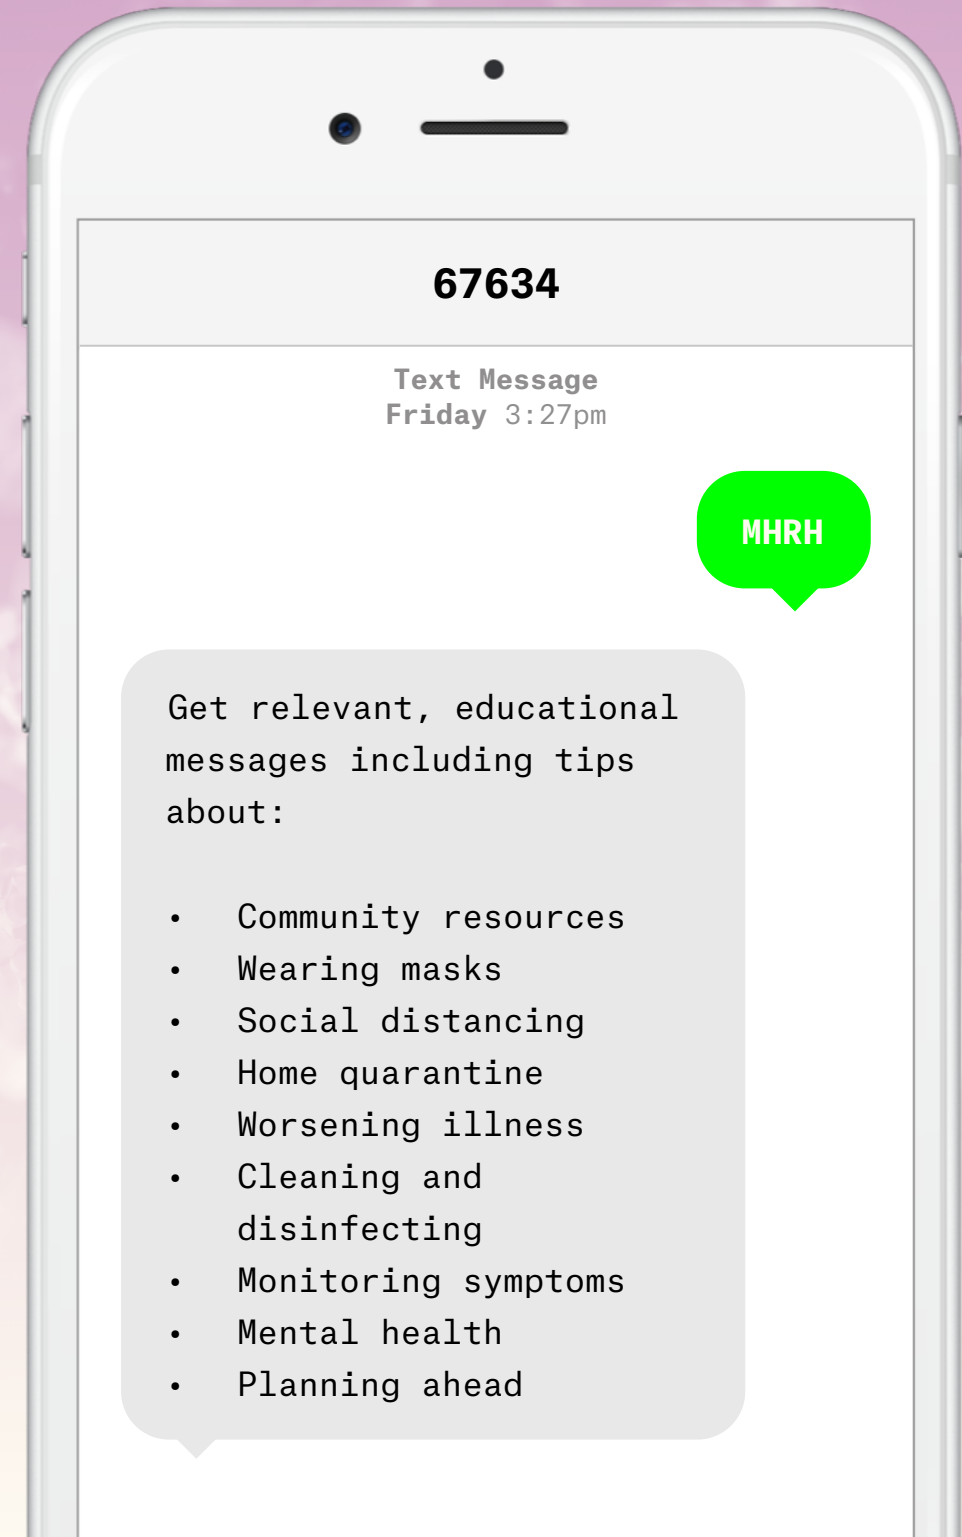 67634
Text Message
Friday 3:27pm
MHRH
Get relevant, educational
messages including tips
about:
• Community resources
• Wearing masks
• Social distancing
• Home quarantine
• Worsening illness
• Cleaning and
disinfecting
• Monitoring symptoms
• Mental health
• Planning ahead